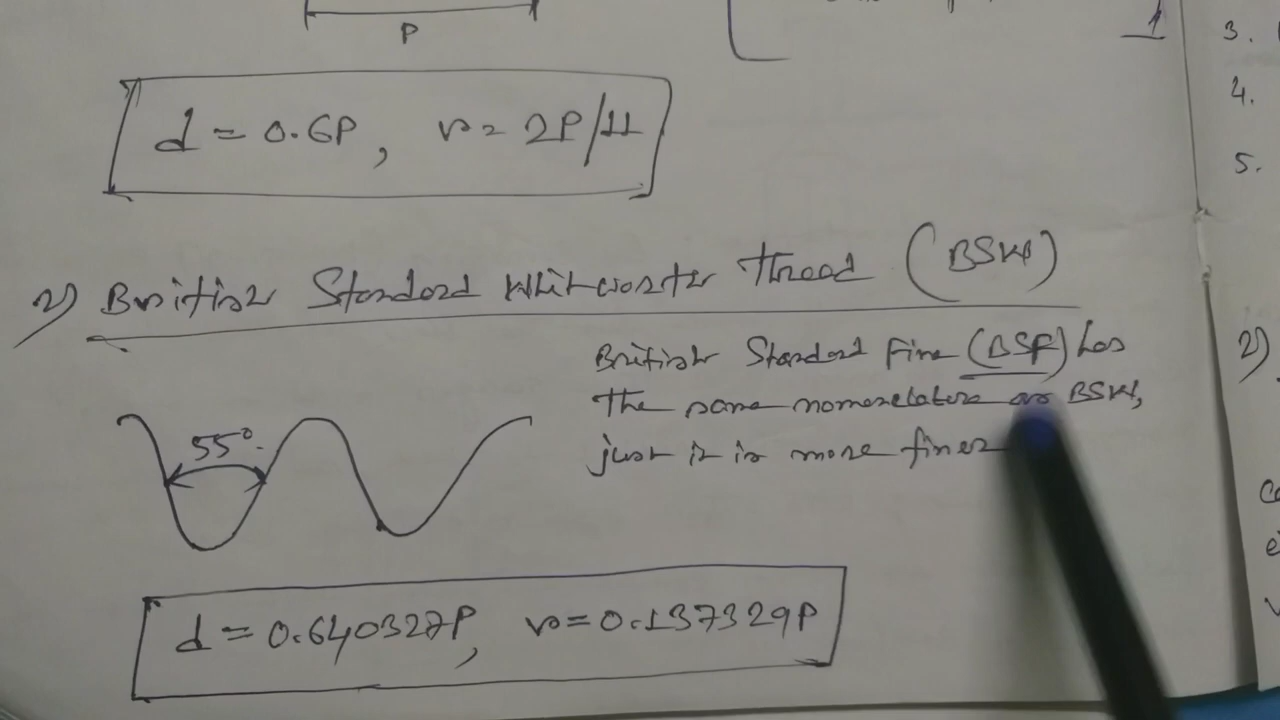 P
1
3.
4.
5.
d = 0.6P, r = 2P/11
2) British Standard Whitworth Thread (BSW)
British Standard Fine (BSF) has
the same nomenclature as BSW,
just it is more finer
55°.
d = 0.640327P, r = 0.137329P
2)